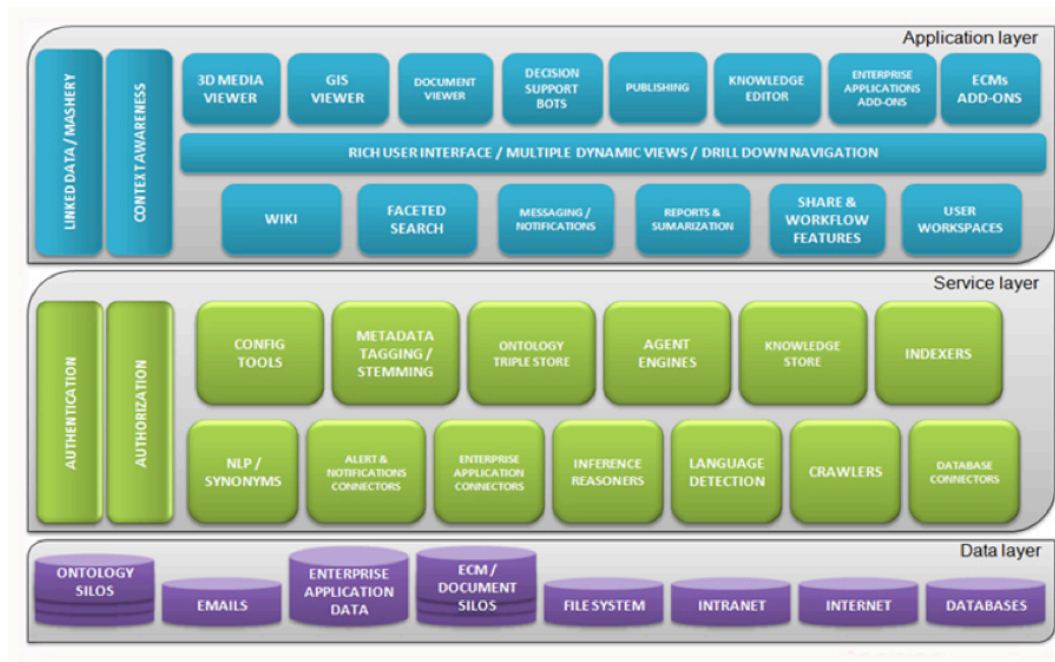 Application layer
LINKED DATA / MASHERY
CONTEXT AWARENESS
3D MEDIA
VIEWER
GIS
VIEWER
DOCUMENT
VIEWER
DECISION
SUPPORT
BOTS
PUBLISHING
KNOWLEDGE
EDITOR
ENTERPRISE
APPLICATIONS
ADD-ONS
ECMs
ADD-ONS
RICH USER INTERFACE / MULTIPLE DYNAMIC VIEWS / DRILL DOWN NAVIGATION
WIKI
FACETED
SEARCH
MESSAGING /
NOTIFICATIONS
REPORTS &
SUMARIZATION
SHARE &
WORKFLOW
FEATURES
USER
WORKSPACES
Service layer
AUTHENTICATION
AUTHORIZATION
CONFIG
TOOLS
METADATA
TAGGING /
STEMMING
ONTOLOGY
TRIPLE STORE
AGENT
ENGINES
KNOWLEDGE
STORE
INDEXERS
NLP /
SYNONYMS
ALERT &
NOTIFICATIONS
CONNECTORS
ENTERPRISE
APPLICATION
CONNECTORS
INFERENCE
REASONERS
LANGUAGE
DETECTION
CRAWLERS
DATABASE
CONNECTORS
Data layer
ONTOLOGY
SILOS
EMAILS
ENTERPRISE
APPLICATION
DATA
ECM /
DOCUMENT
SILOS
FILE SYSTEM
INTRANET
INTERNET
DATABASES